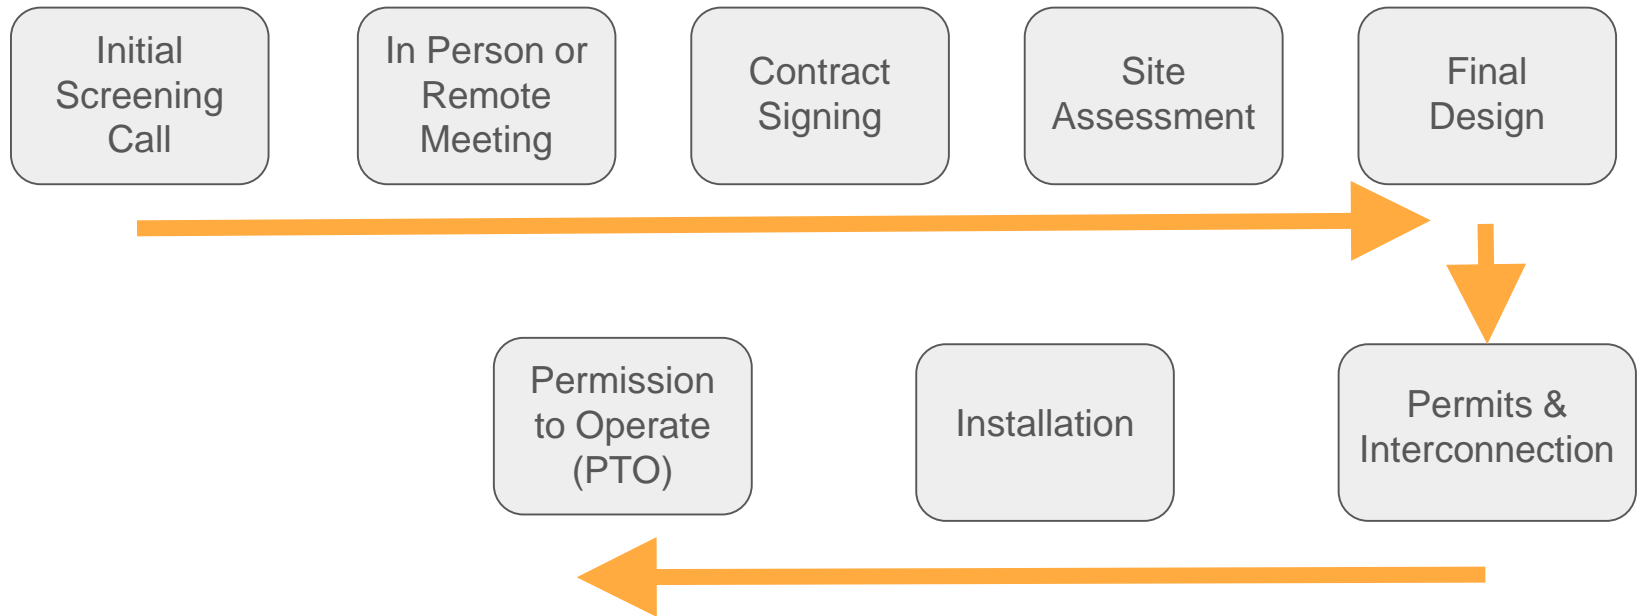 Initial
Screening
Call
In Person or
Remote
Meeting
Contract
Signing
Site
Assessment
Final
Design
Permits &
Interconnection
Installation
Permission
to Operate
(PTO)